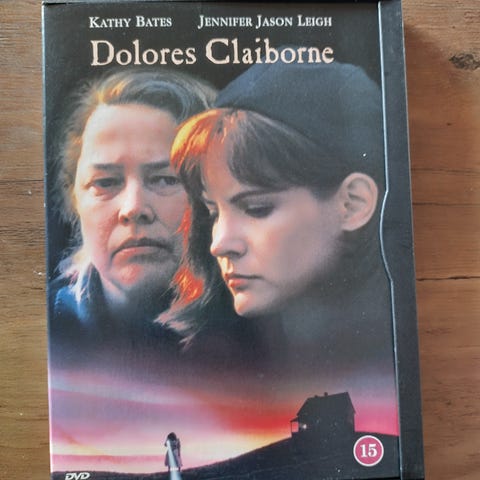 KATHY BATES JENNIFER JASON LEIGH
DOLORES CLAIBORNE
15
DVD